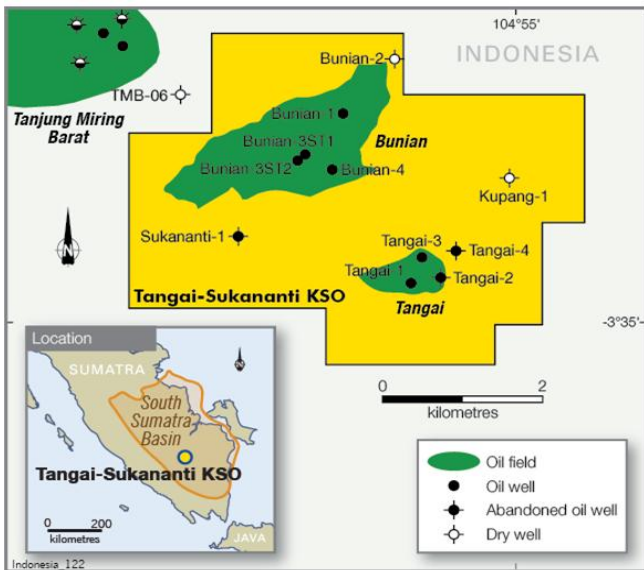 104°55'
INDONESIA
Bunian-2
TMB-06
Tanjung Miring
Barat
Bunian-1
Bunian
Bunian-3ST1
Bunian-3ST2
Bunian-4
Kupang-1
Sukananti-1
Tangai-3
Tangai-4
Tangai-1
Tangai-2
Tangai-Sukananti KSO
Tangai
-3°35'
N
0 2
kilometres
Location
SUMATRA
N
South
Sumatra
Basin
Tangai-Sukananti KSO
0 200
kilometres
JAVA
Oil field
Oil well
Abandoned oil well
Dry well
Indonesia_122